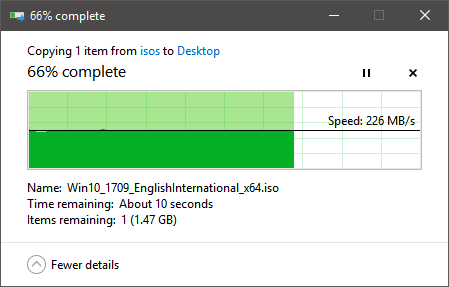 66% complete
Copying 1 item from isos to Desktop
66% complete
Speed: 226 MB/s
Name: Win10_1709_EnglishInternational_x64.iso
Time remaining: About 10 seconds
Items remaining: 1 (1.47 GB)
Fewer details